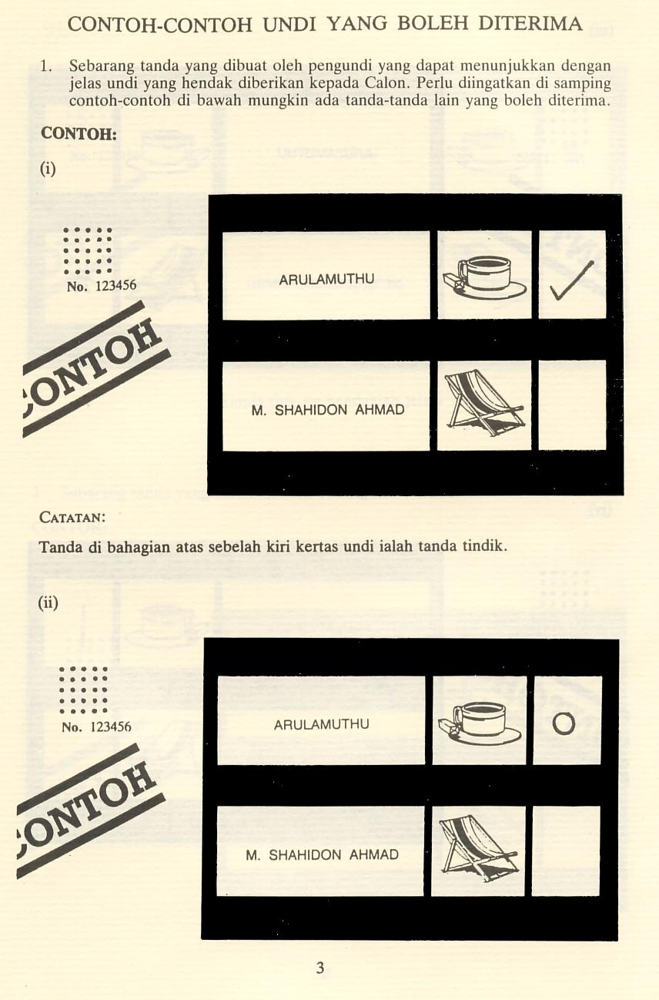 CONTOH-CONTOH UNDI YANG BOLEH DITERIMA
1. Sebarang tanda yang dibuat oleh pengundi yang dapat menunjukkan dengan
jelas undi yang hendak diberikan kepada Calon. Perlu diingatkan di samping
contoh-contoh di bawah mungkin ada tanda-tanda lain yang boleh diterima.
CONTOH:
(i)
No. 123456
CONTOH
ARULAMUTHU
M. SHAHIDON AHMAD
CATATAN:
Tanda di bahagian atas sebelah kiri kertas undi ialah tanda tindik.
(ii)
No. 123456
CONTOH
ARULAMUTHU
M. SHAHIDON AHMAD
3